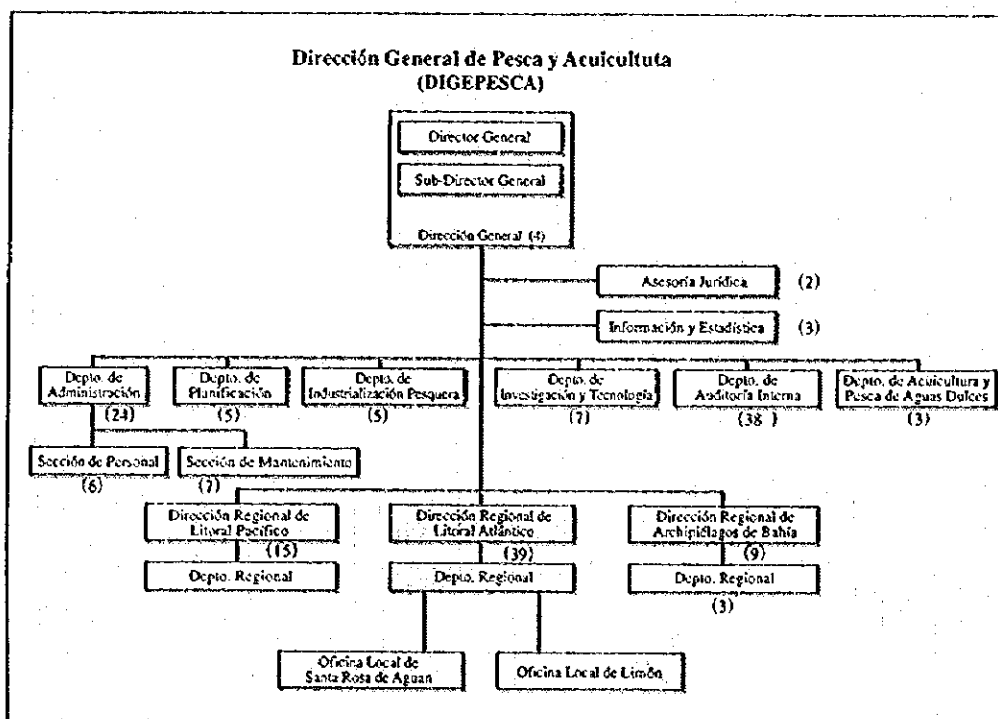 Dirección General de Pesca y Acuicultuta
(DIGEPESCA)
Director General
Sub-Director General
Dirección General (4)
Asesoría Jurídica (2)
Información y Estadística (3)
Depto. de
Administración
(24)
Depto. de
Planificación
(5)
Depto. de
Industrialización Pesquera
(5)
Depto. de
Investigación y Tecnología
(7)
Depto. de
Auditoría Interna
(38 )
Depto. de Acuicultura y
Pesca de Aguas Dulces
(3)
Sección de Personal
(6)
Sección de Mantenimiento
(7)
Dirección Regional de
Litoral Pacífico
(15)
Dirección Regional de
Litoral Atlántico
(39)
Dirección Regional de
Archipiélagos de Bahía
(9)
Depto. Regional
Depto. Regional
Depto. Regional
(3)
Oficina Local de
Santa Rosa de Aguan
Oficina Local de Limón